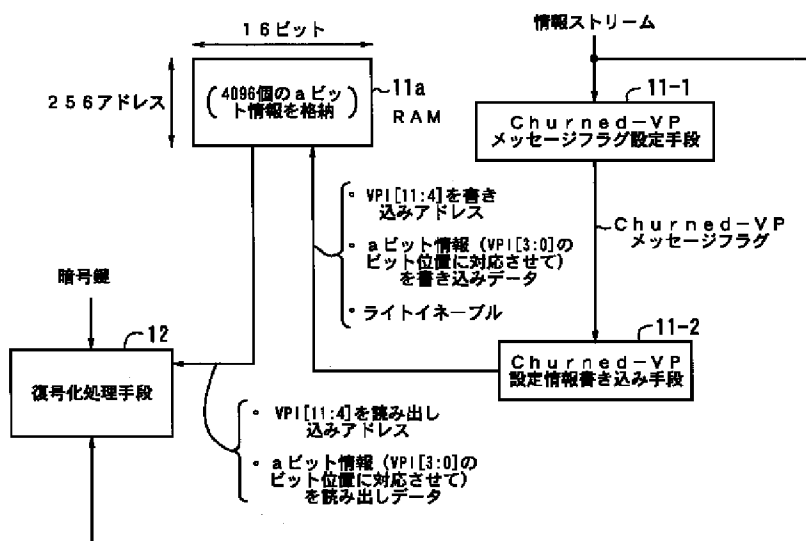 16ビット
情報ストリーム
256アドレス
(4096個のaビッ
ト情報を格納)
11a
RAM
11-1
Churned-VP
メッセージフラグ設定手段
・VPI[11:4]を書き
込みアドレス
・aビット情報(VPI[3:0]の
ビット位置に対応させて)
を書き込みデータ
・ライトイネーブル
Churned-VP
メッセージフラグ
暗号鍵
12
復号化処理手段
11-2
Churned-VP
設定情報書き込み手段
・VPI[11:4]を読み出し
込みアドレス
・aビット情報(VPI[3:0]の
ビット位置に対応させて)
を読み出しデータ